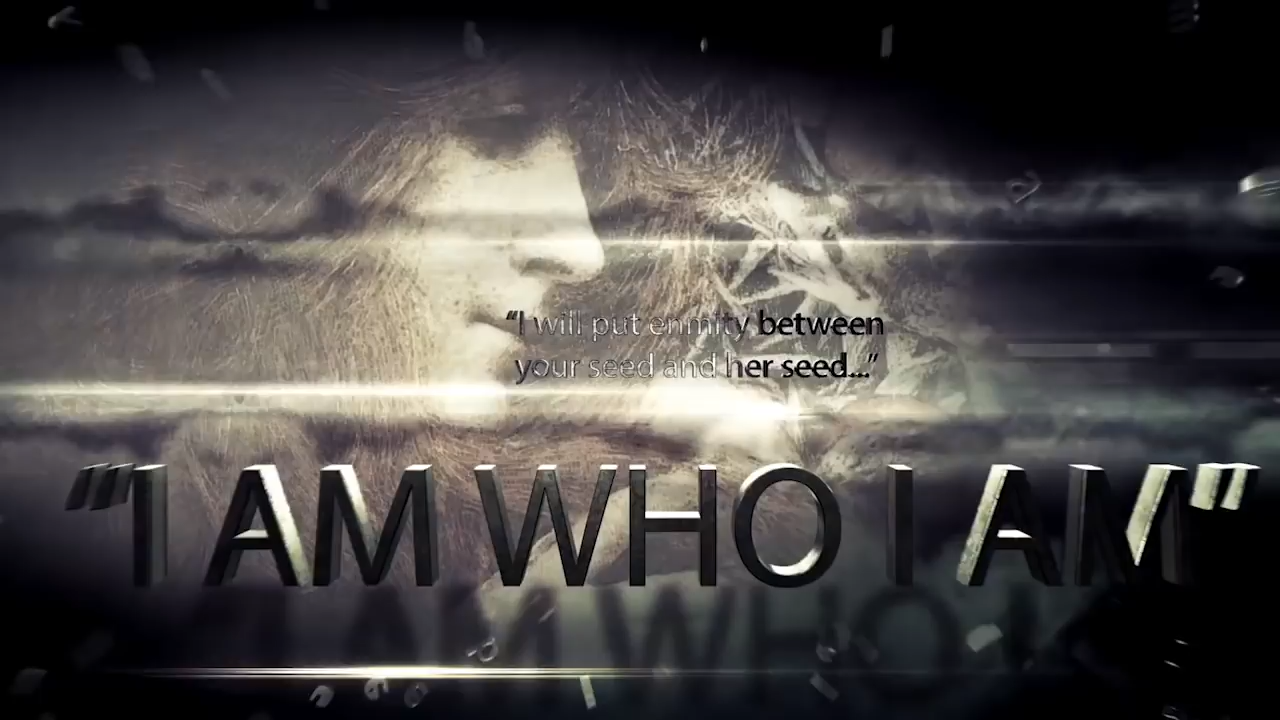 “I will put enmity between
your seed and her seed...”
"I AM WHO I AM"